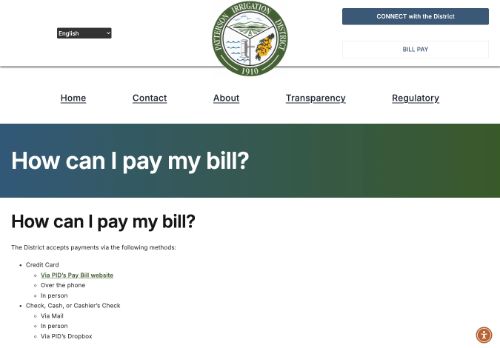 English
PATTERSON IRRIGATION DISTRICT
1910
CONNECT with the District
BILL PAY
Home
Contact
About
Transparency
Regulatory
How can I pay my bill?
How can I pay my bill?
The District accepts payments via the following methods:
Credit Card
Via PID's Pay Bill website
Over the phone
In person
Check, Cash, or Cashier's Check
Via Mail
In person
Via PID's Dropbox